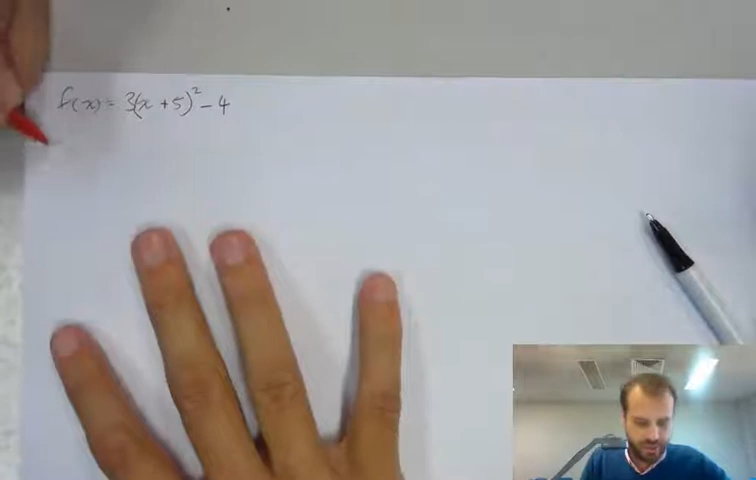 f(x) = 3(x + 5)² - 4